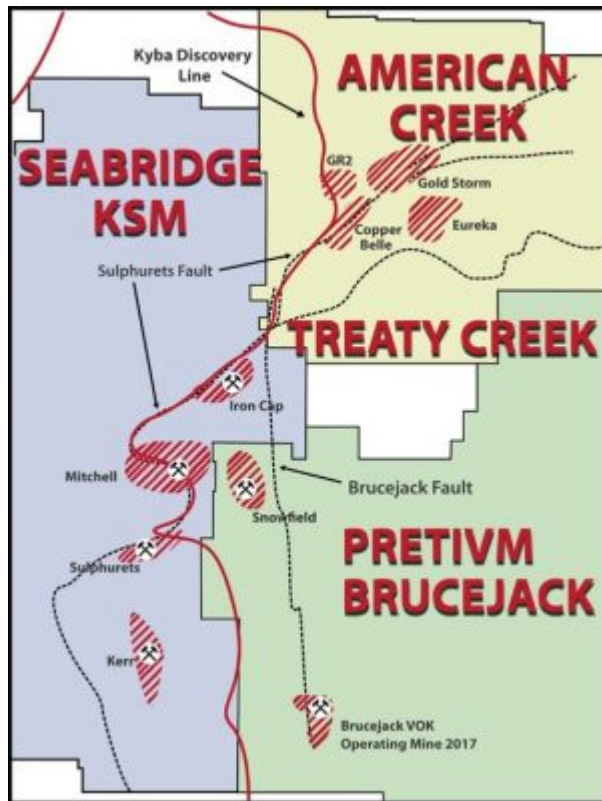 Kyba Discovery
Line
AMERICAN
CREEK
SEABRIDGE
KSM
GR2
Gold Storm
Copper
Belle
Eureka
Sulphurets Fault
TREATY CREEK
Iron Cap
Mitchell
Snowfield
Brucejack Fault
Sulphurets
PRETIVM
BRUCEJACK
Kerr
Brucejack VOK
Operating Mine 2017